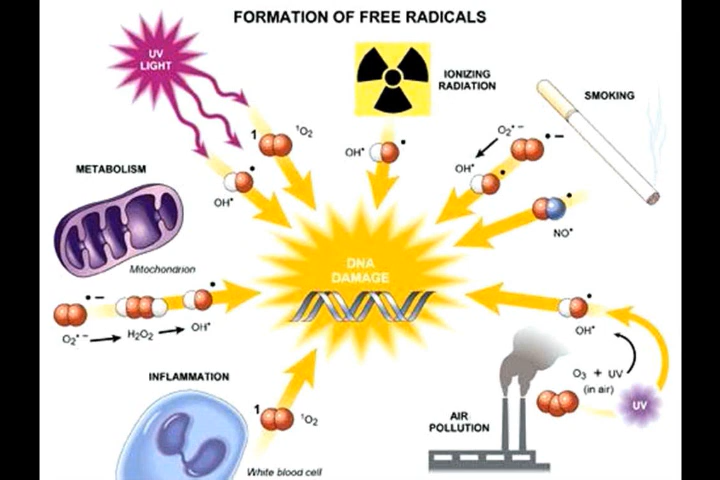 FORMATION OF FREE RADICALS
UV
LIGHT
IONIZING
RADIATION
SMOKING
1
¹O₂
OH•
OH•
O₂•−
OH•
NO•
METABOLISM
Mitochondrion
O₂•−
H₂O₂
OH•
DNA
DAMAGE
OH•
O₃ + UV
(in air)
UV
INFLAMMATION
1
¹O₂
White blood cell
AIR
POLLUTION